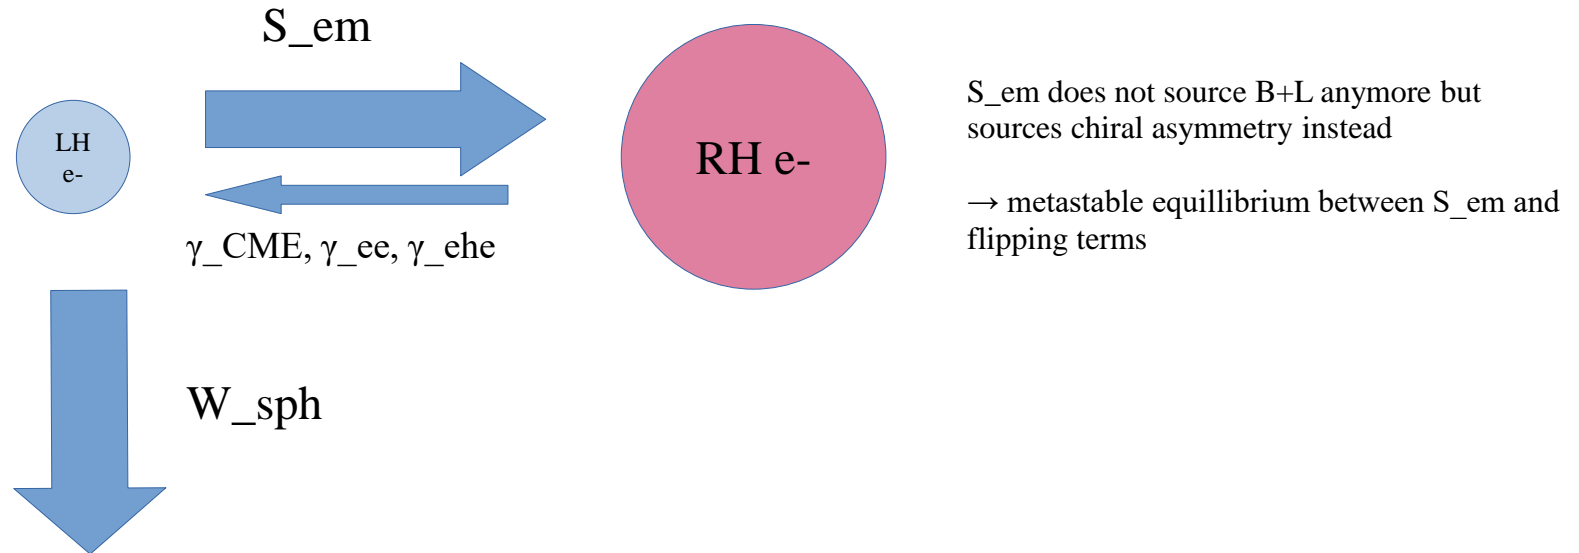 S_em
LH
e-
RH e-
γ_CME, γ_ee, γ_ehe
W_sph
S_em does not source B+L anymore but
sources chiral asymmetry instead
→ metastable equillibrium between S_em and
flipping terms